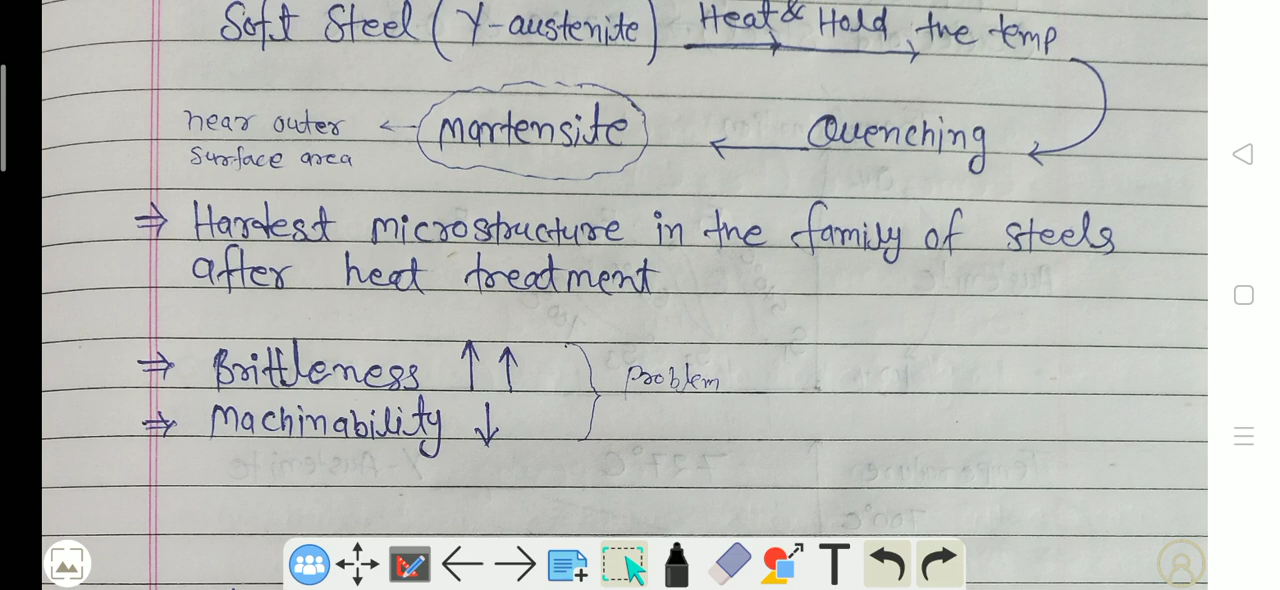 Soft Steel (γ-austenite) Heat & Hold the temp
near outer ← martensite ← Quenching
surface area
⇒ Hardest microstructure in the family of steels
after heat treatment
⇒ Brittleness ↑ ↑ } Problem
⇒ Machinability ↓
T